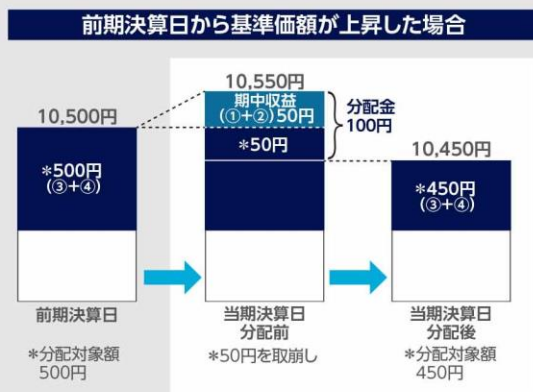 前期決算日から基準価額が上昇した場合
10,550円
期中収益
(①+②)50円
*50円
分配金
100円
10,500円
*500円
(③+④)
10,450円
*450円
(③+④)
前期決算日
当期決算日
分配前
当期決算日
分配後
*分配対象額
500円
*50円を取崩し
*分配対象額
450円